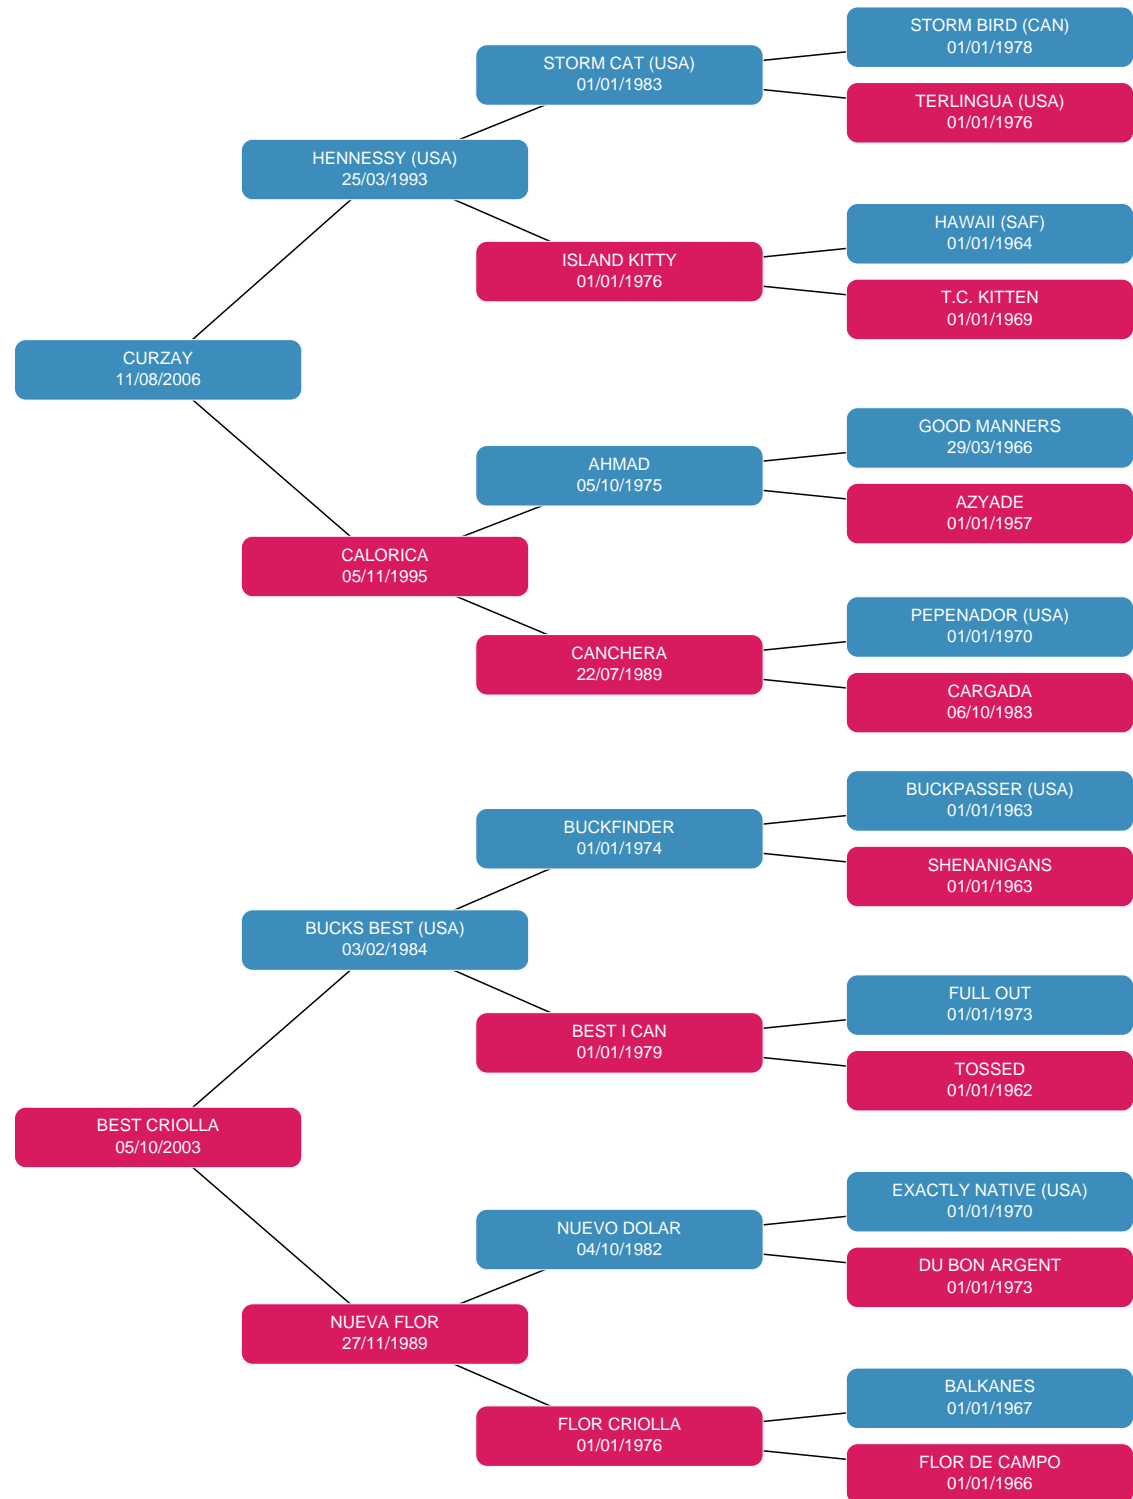 STORM BIRD (CAN)
01/01/1978
STORM CAT (USA)
01/01/1983
TERLINGUA (USA)
01/01/1976
HENNESSY (USA)
25/03/1993
HAWAII (SAF)
01/01/1964
ISLAND KITTY
01/01/1976
T.C. KITTEN
01/01/1969
CURZAY
11/08/2006
GOOD MANNERS
29/03/1966
AHMAD
05/10/1975
AZYADE
01/01/1957
CALORICA
05/11/1995
PEPENADOR (USA)
01/01/1970
CANCHERA
22/07/1989
CARGADA
06/10/1983
BUCKPASSER (USA)
01/01/1963
BUCKFINDER
01/01/1974
SHENANIGANS
01/01/1963
BUCKS BEST (USA)
03/02/1984
FULL OUT
01/01/1973
BEST I CAN
01/01/1979
TOSSED
01/01/1962
BEST CRIOLLA
05/10/2003
EXACTLY NATIVE (USA)
01/01/1970
NUEVO DOLAR
04/10/1982
DU BON ARGENT
01/01/1973
NUEVA FLOR
27/11/1989
BALKANES
01/01/1967
FLOR CRIOLLA
01/01/1976
FLOR DE CAMPO
01/01/1966